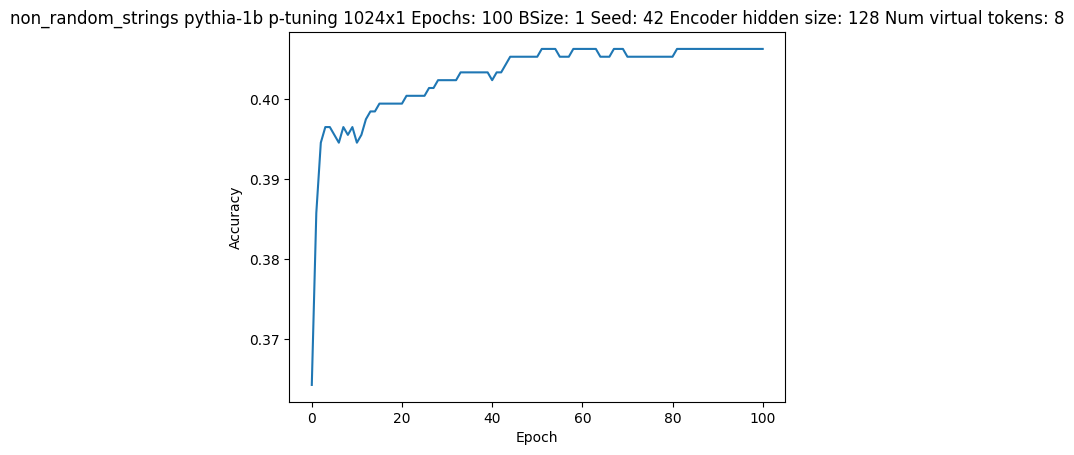 non_random_strings pythia-1b p-tuning 1024x1 Epochs: 100 BSize: 1 Seed: 42 Encoder hidden size: 128 Num virtual tokens: 8
0.40
0.39
0.38
0.37
Accuracy
0 20 40 60 80 100
Epoch